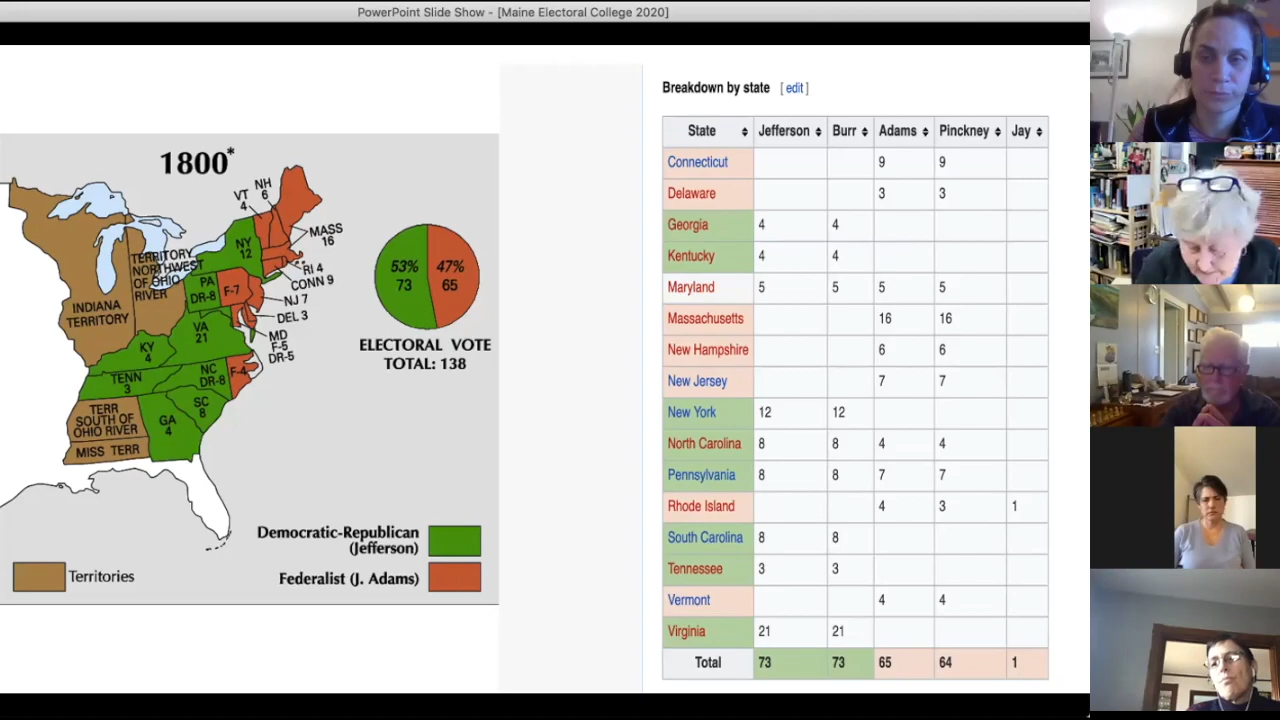 PowerPoint Slide Show - [Maine Electoral College 2020]
1800*
VT
4
NH
6
MASS
16
NY
12
RI 4
CONN 9
TERRITORY
NORTHWEST
OF OHIO
RIVER
PA
DR-8
F-7
NJ 7
DEL 3
INDIANA
TERRITORY
VA
21
MD
F-5
DR-5
KY
4
NC
DR-8
F-4
TENN
3
SC
8
TERR
SOUTH OF
OHIO RIVER
GA
4
MISS TERR
53%
73
47%
65
ELECTORAL VOTE
TOTAL: 138
Democratic-Republican
(Jefferson)
Territories
Federalist (J. Adams)
Breakdown by state [ edit ]
State Jefferson Burr Adams Pinckney Jay
Connecticut 9 9
Delaware 3 3
Georgia 4 4
Kentucky 4 4
Maryland 5 5 5 5
Massachusetts 16 16
New Hampshire 6 6
New Jersey 7 7
New York 12 12
North Carolina 8 8 4 4
Pennsylvania 8 8 7 7
Rhode Island 4 3 1
South Carolina 8 8
Tennessee 3 3
Vermont 4 4
Virginia 21 21
Total 73 73 65 64 1